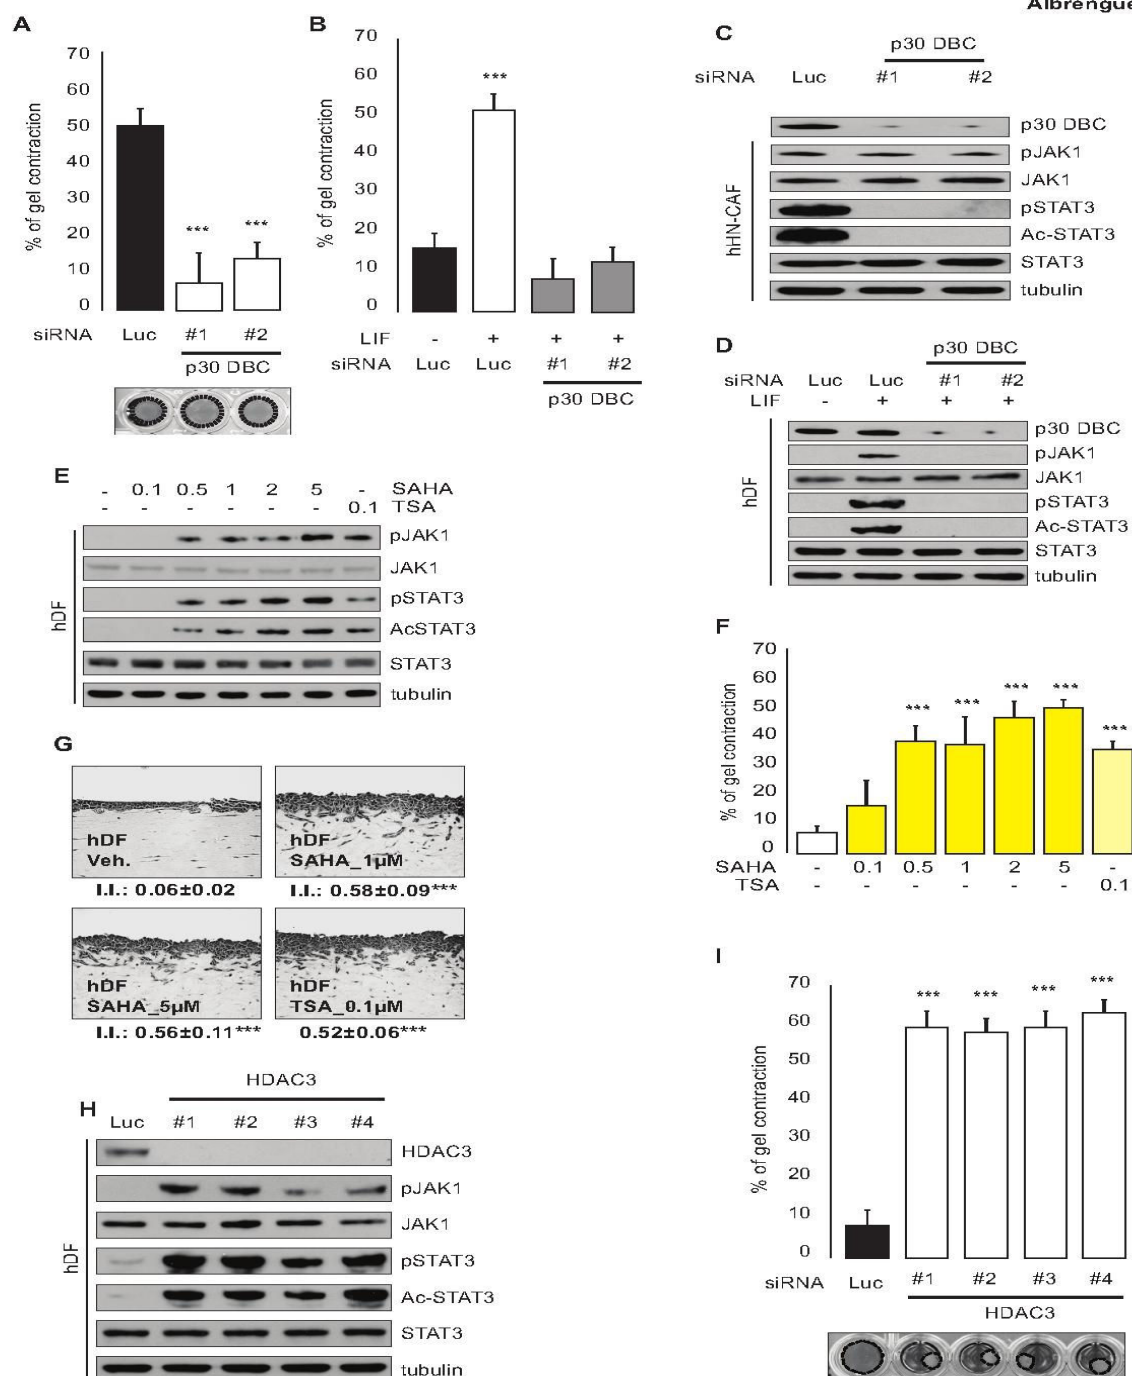 Albrengue
A
70
60
50
40
30
20
10
0
% of gel contraction
***
***
siRNA Luc #1 #2
p30 DBC
B
70
60
50
40
30
20
10
0
% of gel contraction
***
LIF - + + +
siRNA Luc Luc #1 #2
p30 DBC
C
p30 DBC
siRNA Luc #1 #2
hHN-CAF
p30 DBC
pJAK1
JAK1
pSTAT3
Ac-STAT3
STAT3
tubulin
D
p30 DBC
siRNA Luc Luc #1 #2
LIF - + + +
hDF
p30 DBC
pJAK1
JAK1
pSTAT3
Ac-STAT3
STAT3
tubulin
E
- 0.1 0.5 1 2 5 - SAHA
- - - - - - 0.1 TSA
hDF
pJAK1
JAK1
pSTAT3
AcSTAT3
STAT3
tubulin
F
70
60
50
40
30
20
10
0
% of gel contraction
*** *** *** *** ***
SAHA - 0.1 0.5 1 2 5 -
TSA - - - - - - 0.1
G
hDF
Veh.
I.I.: 0.06±0.02
hDF
SAHA_1µM
I.I.: 0.58±0.09***
hDF
SAHA_5µM
I.I.: 0.56±0.11***
hDF
TSA_0.1µM
0.52±0.06***
H
HDAC3
Luc #1 #2 #3 #4
hDF
HDAC3
pJAK1
JAK1
pSTAT3
Ac-STAT3
STAT3
tubulin
I
70
60
50
40
30
20
10
0
% of gel contraction
*** *** *** ***
siRNA Luc #1 #2 #3 #4
HDAC3